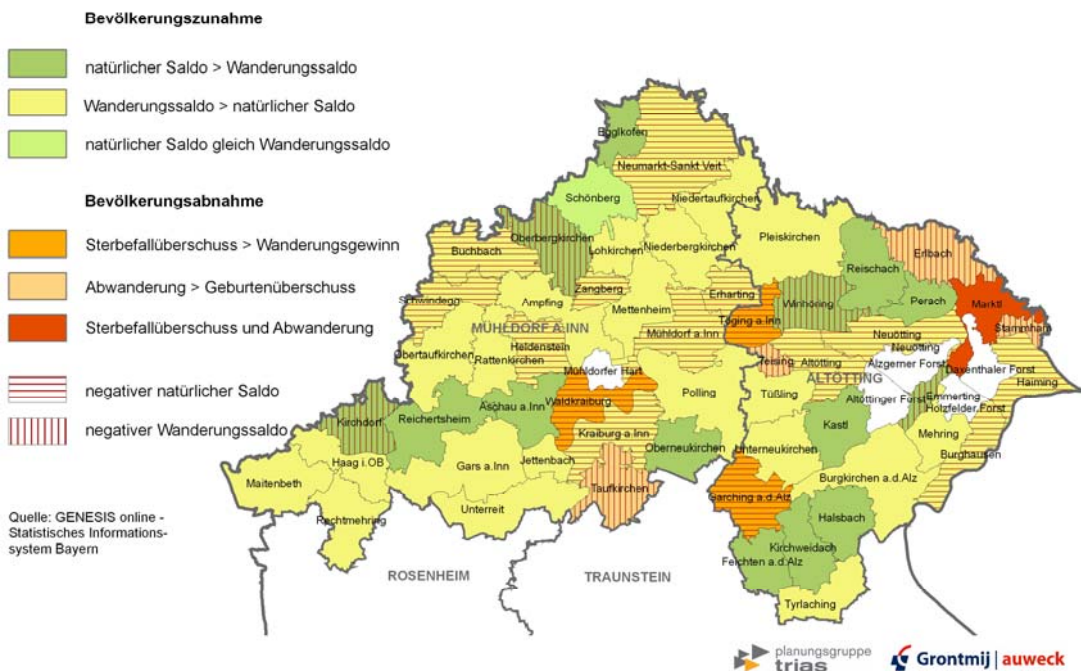 Bevölkerungszunahme
natürlicher Saldo > Wanderungssaldo
Wanderungssaldo > natürlicher Saldo
natürlicher Saldo gleich Wanderungssaldo
Bevölkerungsabnahme
Sterbefallüberschuss > Wanderungsgewinn
Abwanderung > Geburtenüberschuss
Sterbefallüberschuss und Abwanderung
negativer natürlicher Saldo
negativer Wanderungssaldo
Quelle: GENESIS online -
Statistisches Informations-
system Bayern
Egglkofen
Neumarkt-Sankt Veit
Schönberg
Niedertaufkirchen
Oberbergkirchen
Lohkirchen
Niederbergkirchen
Pleiskirchen
Erlbach
Buchbach
Reischach
Zangberg
Erharting
Schwindegg
Ampfing
Winhöring
Perach
Marktl
Mettenheim
Töging a.Inn
Stammham
MÜHLDORF A.INN
Mühldorf a.Inn
Neuötting
Heldenstein
Neuötting
Obertaufkirchen
Rattenkirchen
Teising
Altötting
Alzgerner Forst
Mühldorfer Hart
Daxenthaler Forst
ALTÖTTING
Haiming
Polling
Tüßling
Altöttinger Forst
Emmerting
Holzfelder Forst
Waldkraiburg
Aschau a.Inn
Reichertsheim
Kirchdorf
Kastl
Mehring
Kraiburg a.Inn
Oberneukirchen
Unterneukirchen
Burghausen
Haag i.OB
Gars a.Inn
Jettenbach
Burgkirchen a.d.Alz
Maitenbeth
Taufkirchen
Garching a.d.Alz
Rechtmehring
Unterreit
Halsbach
Kirchweidach
Feichten a.d.Alz
ROSENHEIM
TRAUNSTEIN
Tyrlaching
planungsgruppe
trias
Grontmij | auweck